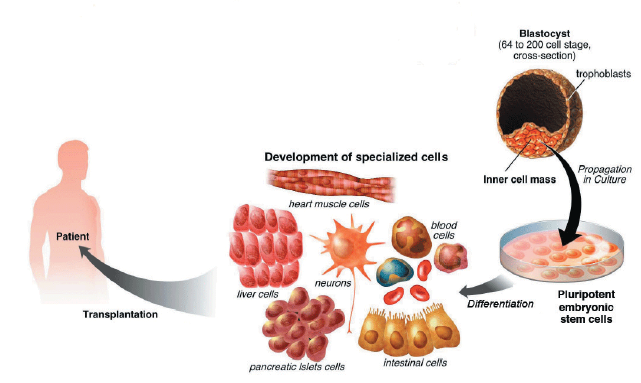 Blastocyst
(64 to 200 cell stage,
cross-section)
trophoblasts
Inner cell mass
Propagation
in Culture
Pluripotent
embryonic
stem cells
Differentiation
Development of specialized cells
heart muscle cells
blood
cells
neurons
liver cells
pancreatic Islets cells
intestinal cells
Transplantation
Patient